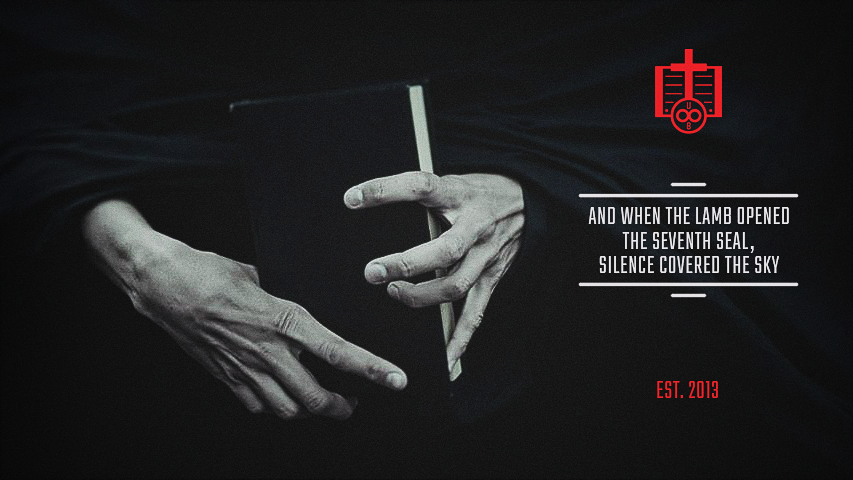 U
B
AND WHEN THE LAMB OPENED
THE SEVENTH SEAL,
SILENCE COVERED THE SKY
EST. 2013